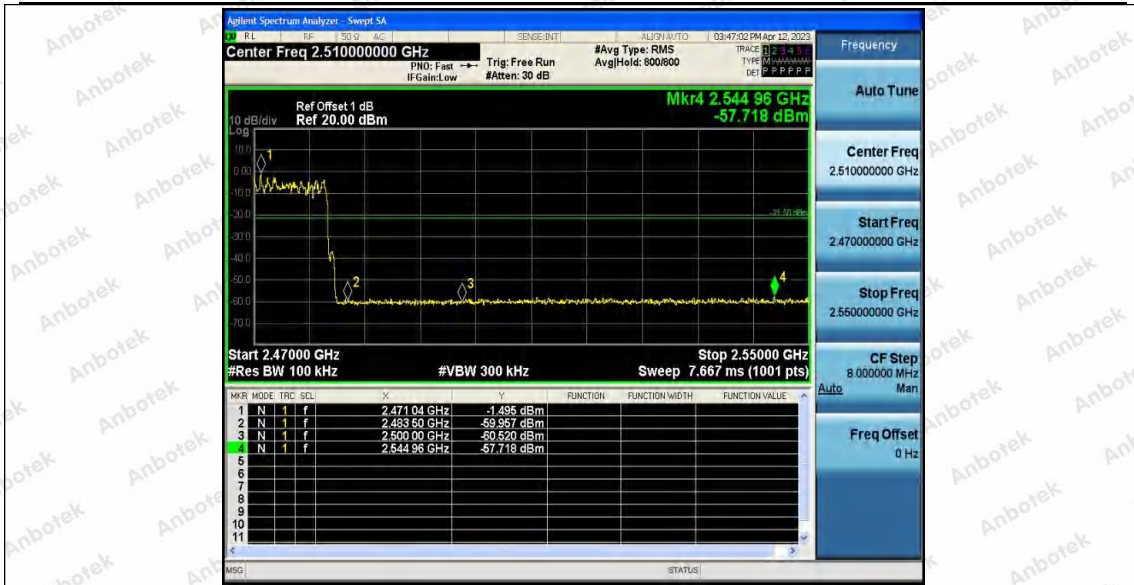 Agilent Spectrum Analyzer - Swept SA
RL RF 50 Ω AC SENSE:INT ALIGN AUTO 03:47:02 PM Apr 12, 2023
Center Freq 2.510000000 GHz
PNO: Fast
IFGain:Low
Trig: Free Run
#Atten: 30 dB
#Avg Type: RMS
Avg|Hold: 800/800
TRACE 1 2 3 4 5 6
TYPE M
DET P P P P P P
Ref Offset 1 dB
10 dB/div Ref 20.00 dBm
Log
Mkr4 2.544 96 GHz
-57.718 dBm
10.0
0.00
-10.0
-20.0
-30.0
-40.0
-50.0
-60.0
-70.0
1
2
3
4
-21.50 dBm
Start 2.47000 GHz Stop 2.55000 GHz
#Res BW 100 kHz #VBW 300 kHz Sweep 7.667 ms (1001 pts)
MKR MODE TRC SCL X Y FUNCTION FUNCTION WIDTH FUNCTION VALUE
1 N 1 f 2.471 04 GHz -1.495 dBm
2 N 1 f 2.483 50 GHz -59.957 dBm
3 N 1 f 2.500 00 GHz -60.520 dBm
4 N 1 f 2.544 96 GHz -57.718 dBm
5
6
7
8
9
10
11
MSG STATUS
Frequency
Auto Tune
Center Freq
2.510000000 GHz
Start Freq
2.470000000 GHz
Stop Freq
2.550000000 GHz
CF Step
8.000000 MHz
Auto Man
Freq Offset
0 Hz
Anbotek